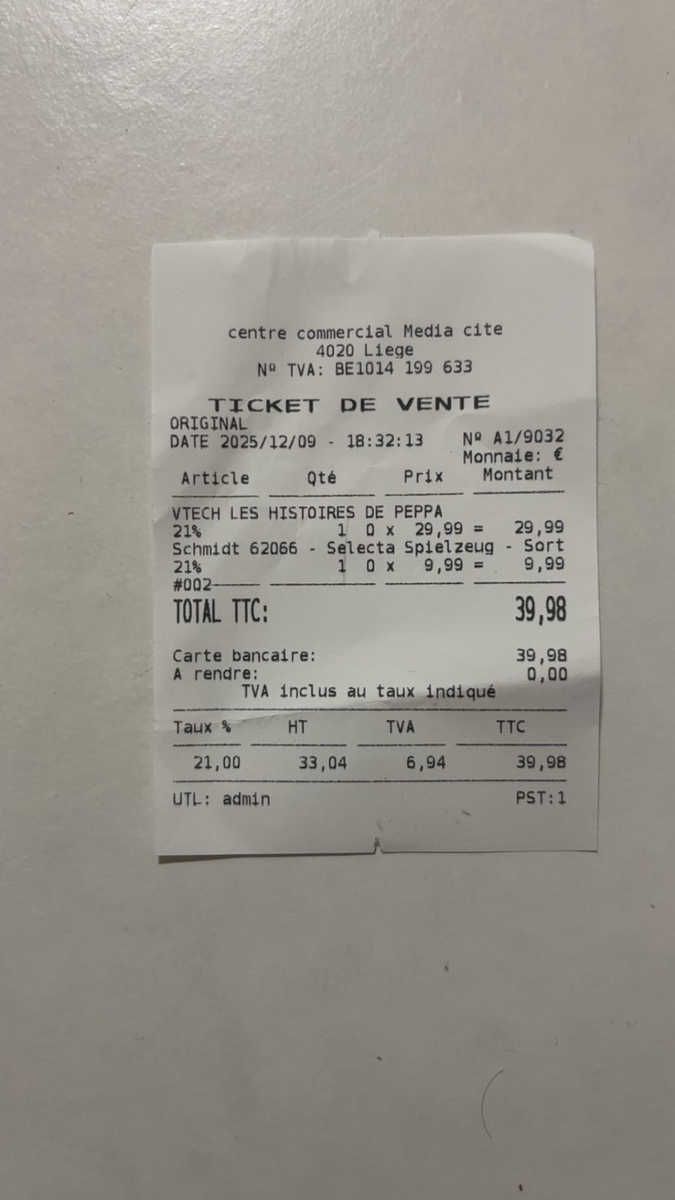 centre commercial Media cite
4020 Liege
Nº TVA: BE1014 199 633
TICKET DE VENTE
ORIGINAL
DATE 2025/12/09 - 18:32:13 Nº A1/9032
Monnaie: €
Article Qté Prix Montant
VTECH LES HISTOIRES DE PEPPA
21% 1 0 x 29,99 = 29,99
Schmidt 62066 - Selecta Spielzeug - Sort
21% 1 0 x 9,99 = 9,99
#002
TOTAL TTC: 39,98
Carte bancaire: 39,98
A rendre: 0,00
TVA inclus au taux indiqué
Taux % HT TVA TTC
21,00 33,04 6,94 39,98
UTL: admin PST:1